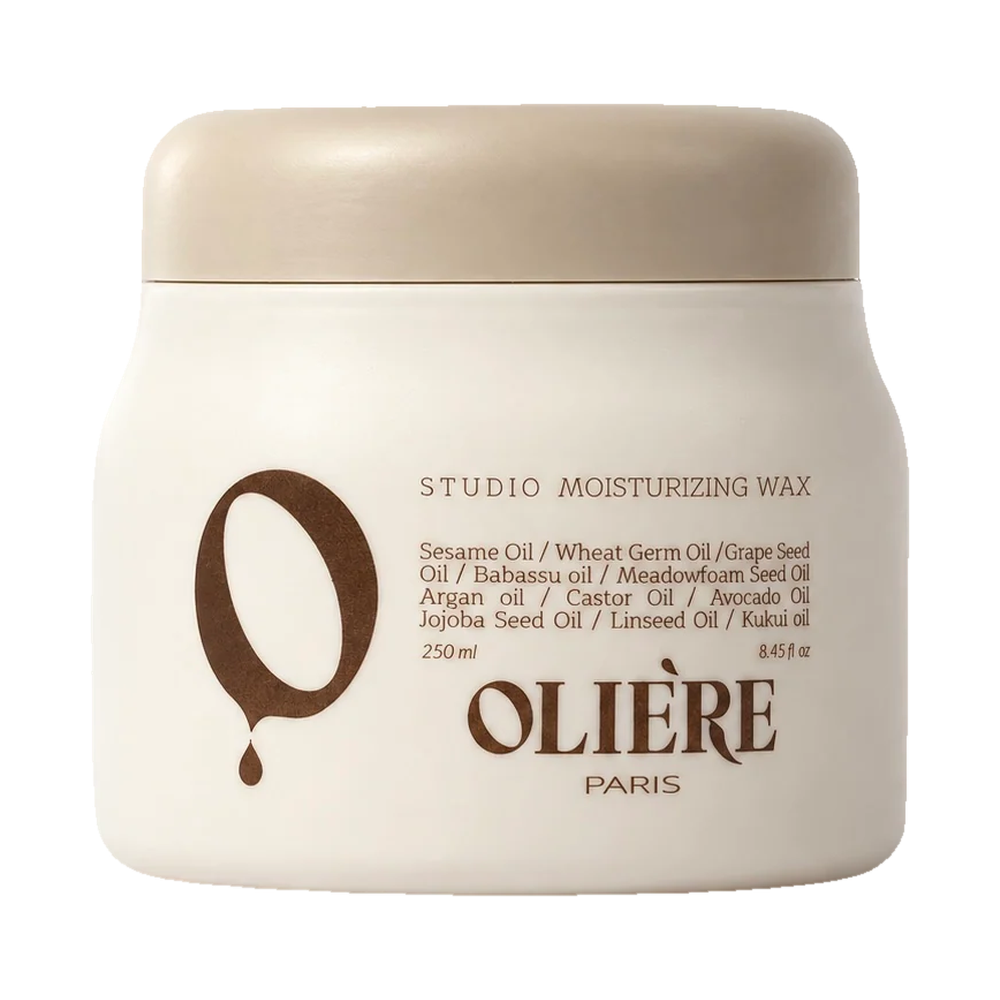 STUDIO MOISTURIZING WAX
Sesame Oil / Wheat Germ Oil /Grape Seed
Oil / Babassu oil / Meadowfoam Seed Oil
Argan oil / Castor Oil / Avocado Oil
Jojoba Seed Oil / Linseed Oil / Kukui oil
250 ml 8.45 fl oz
OLIÈRE
PARIS